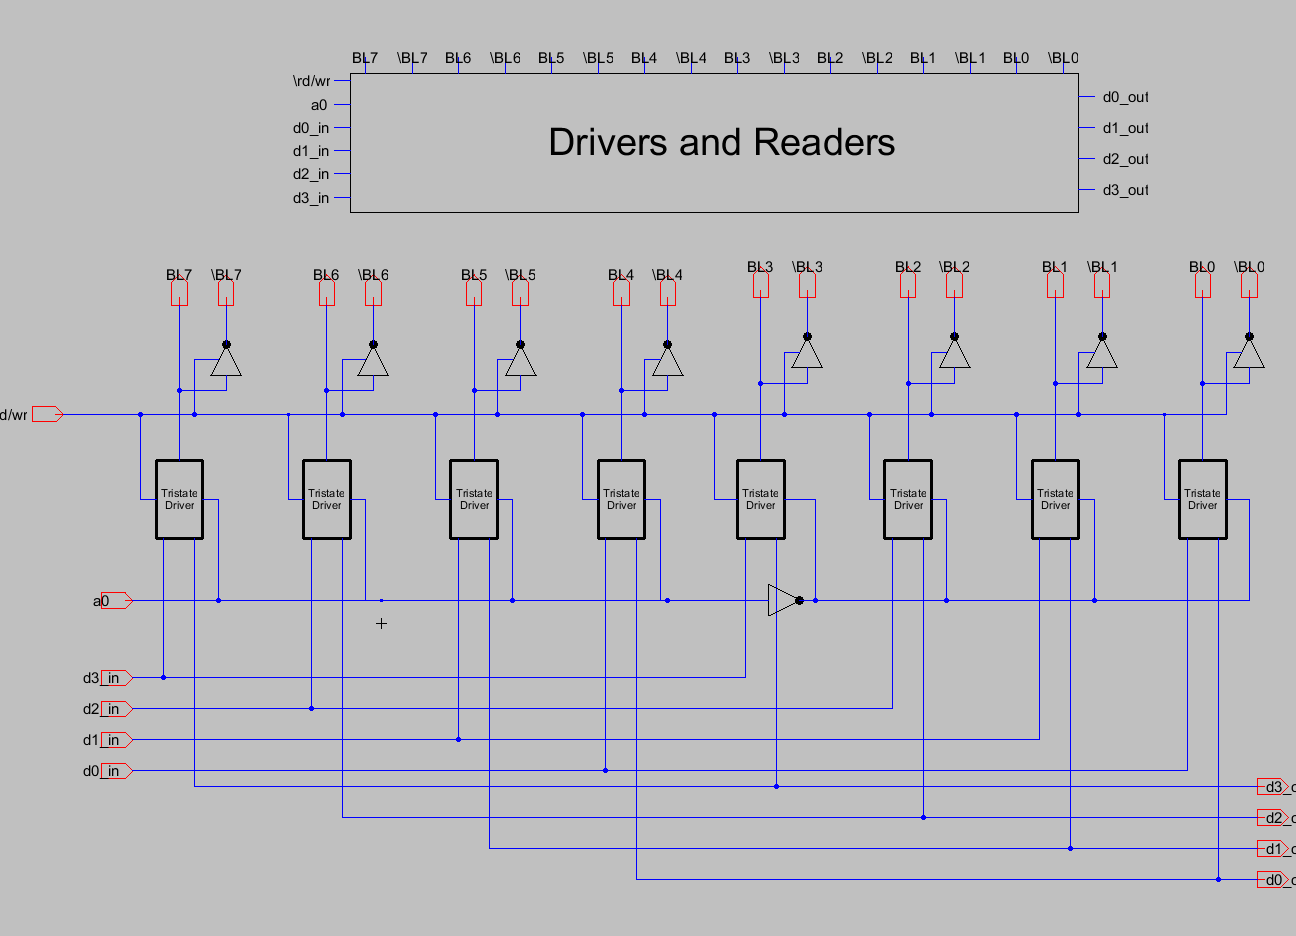 BL7 \BL7 BL6 \BL6 BL5 \BL5 BL4 \BL4 BL3 \BL3 BL2 \BL2 BL1 \BL1 BL0 \BL0
\rd/wr
a0
d0_in
d1_in
d2_in
d3_in
Drivers and Readers
d0_out
d1_out
d2_out
d3_out
BL7 \BL7 BL6 \BL6 BL5 \BL5 BL4 \BL4 BL3 \BL3 BL2 \BL2 BL1 \BL1 BL0 \BL0
d/wr
Tristate Tristate Tristate Tristate Tristate Tristate Tristate Tristate
Driver Driver Driver Driver Driver Driver Driver Driver
a0
d3_in
d2_in
d1_in
d0_in
d3_o
d2_o
d1_o
d0_o